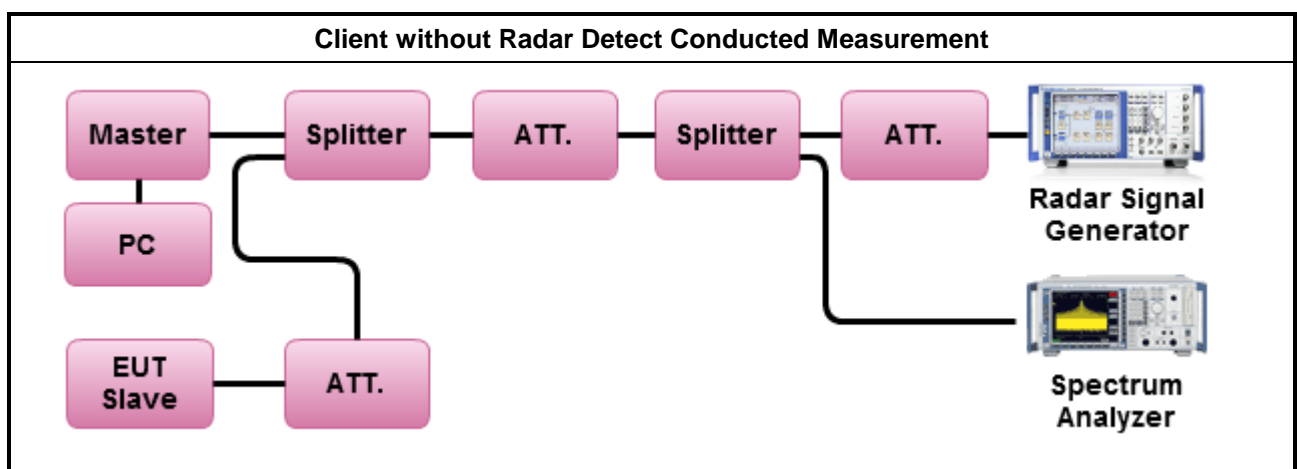 Client without Radar Detect Conducted Measurement
Master
Splitter
ATT.
Splitter
ATT.
Radar Signal
Generator
PC
EUT
Slave
ATT.
Spectrum
Analyzer